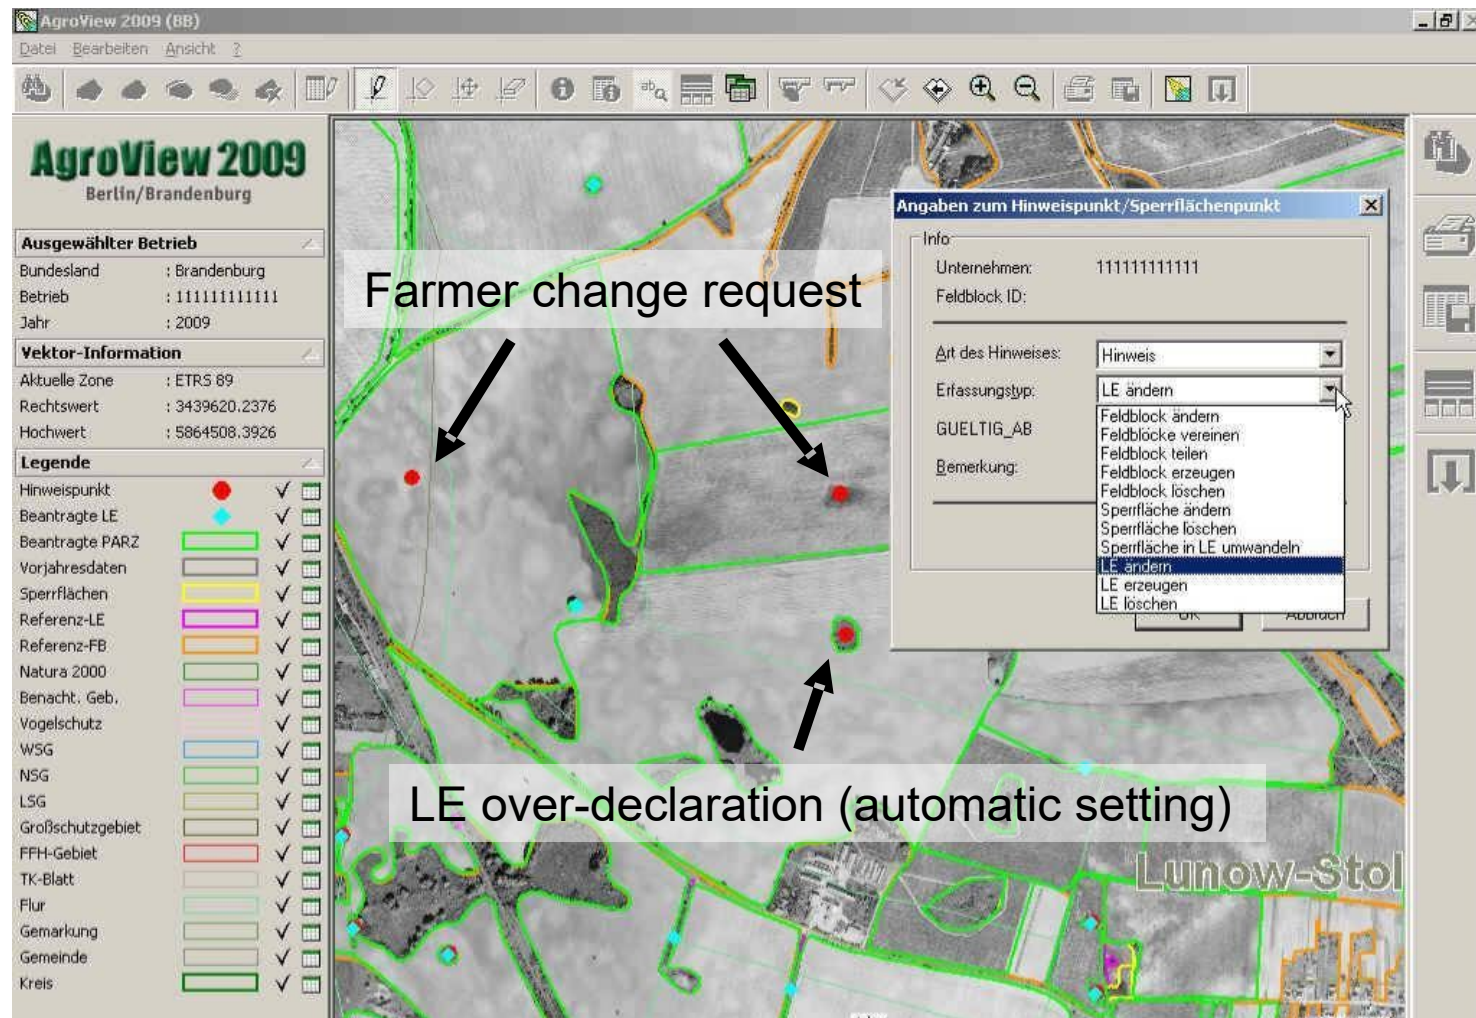 AgroView 2009 (BB)
Datei Bearbeiten Ansicht ?
AgroView 2009
Berlin/Brandenburg
Ausgewählter Betrieb
Bundesland : Brandenburg
Betrieb : 111111111111
Jahr : 2009
Vektor-Information
Aktuelle Zone : ETRS 89
Rechtswert : 3439620.2376
Hochwert : 5864508.3926
Legende
Hinweispunkt
Beantragte LE
Beantragte PARZ
Vorjahresdaten
Sperrflächen
Referenz-LE
Referenz-FB
Natura 2000
Benacht. Geb.
Vogelschutz
WSG
NSG
LSG
Großschutzgebiet
FFH-Gebiet
TK-Blatt
Flur
Gemarkung
Gemeinde
Kreis
Farmer change request
LE over-declaration (automatic setting)
Lunow-Stol
Angaben zum Hinweispunkt/Sperrflächenpunkt
Info
Unternehmen: 111111111111
Feldblock ID:
Art des Hinweises: Hinweis
Erfassungstyp: LE ändern
GUELTIG_AB
Bemerkung:
Feldblock ändern
Feldblöcke vereinen
Feldblock teilen
Feldblock erzeugen
Feldblock löschen
Sperrfläche ändern
Sperrfläche löschen
Sperrfläche in LE umwandeln
LE ändern
LE erzeugen
LE löschen
OK Abbruch